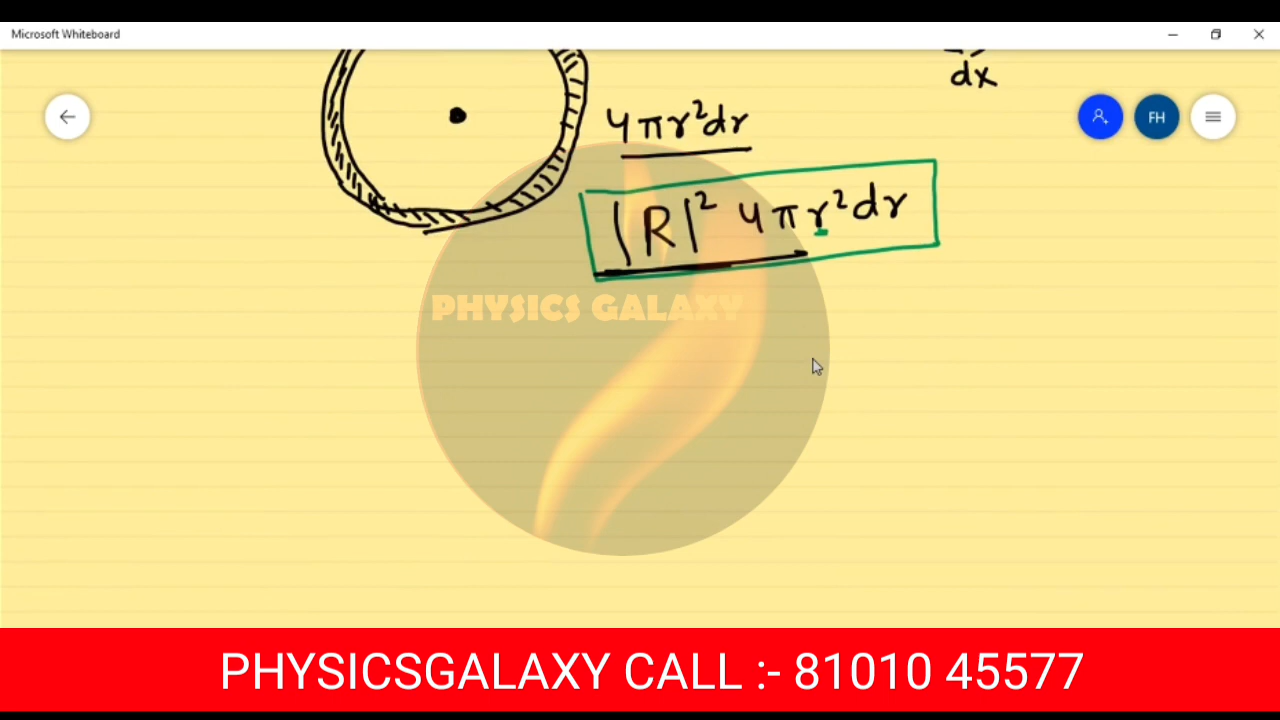 Microsoft Whiteboard
dx
4πr²dr
FH
|R|² 4πr²dr
PHYSICS GALAXY
PHYSICSGALAXY CALL :- 81010 45577